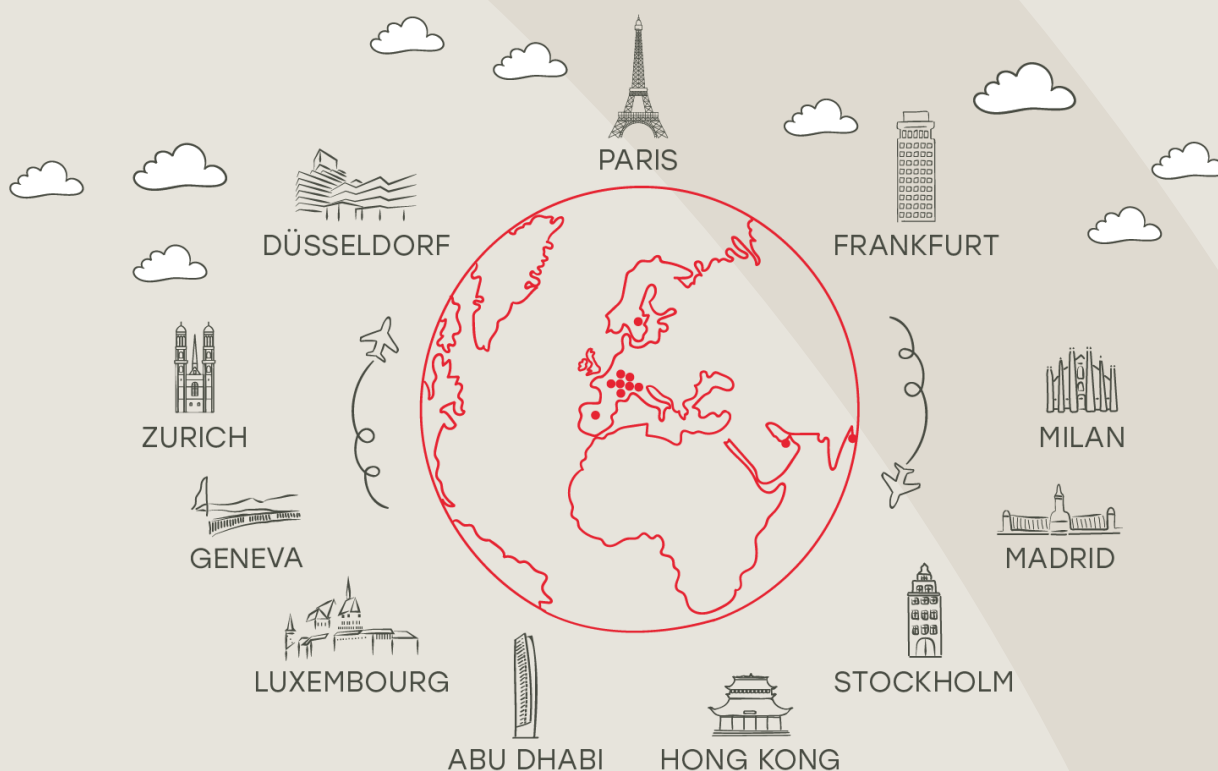 PARIS
DÜSSELDORF
FRANKFURT
ZURICH
MILAN
GENEVA
MADRID
LUXEMBOURG
STOCKHOLM
ABU DHABI
HONG KONG